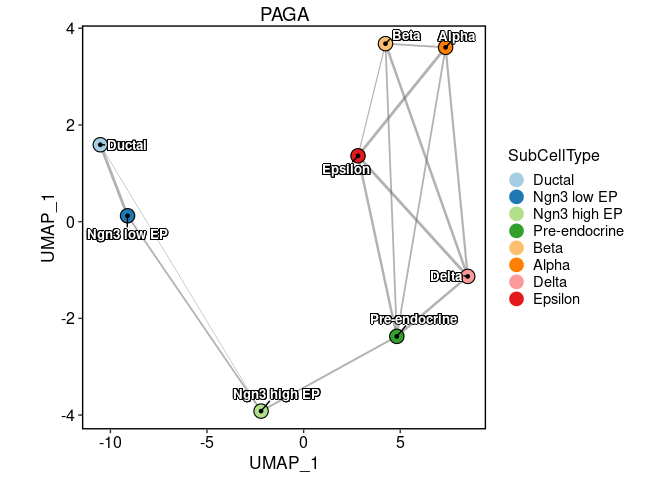 PAGA
4
2
0
-2
-4
UMAP_1
Beta
Alpha
Ductal
Epsilon
Ngn3 low EP
Delta
Pre-endocrine
Ngn3 high EP
-10
-5
0
5
UMAP_1
SubCellType
Ductal
Ngn3 low EP
Ngn3 high EP
Pre-endocrine
Beta
Alpha
Delta
Epsilon